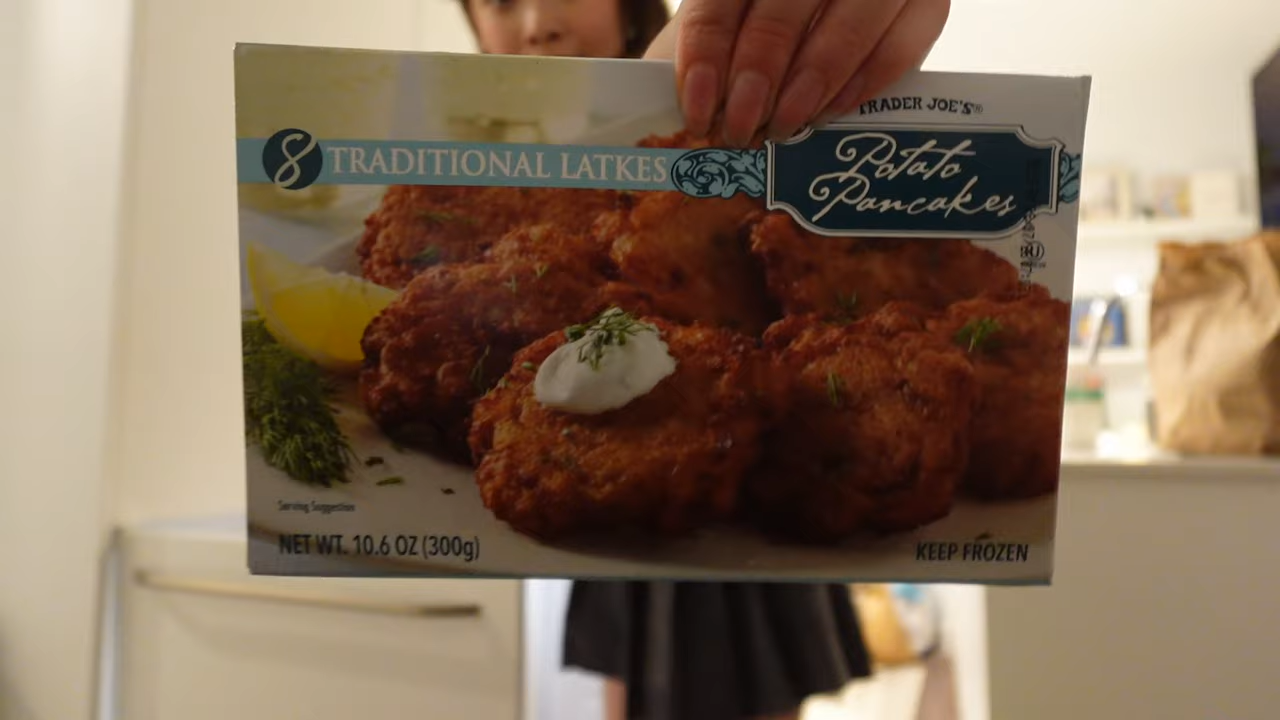 TRADER JOE'S®
8 TRADITIONAL LATKES
Potato
Pancakes
Serving Suggestion
NET WT. 10.6 OZ (300g)
KEEP FROZEN